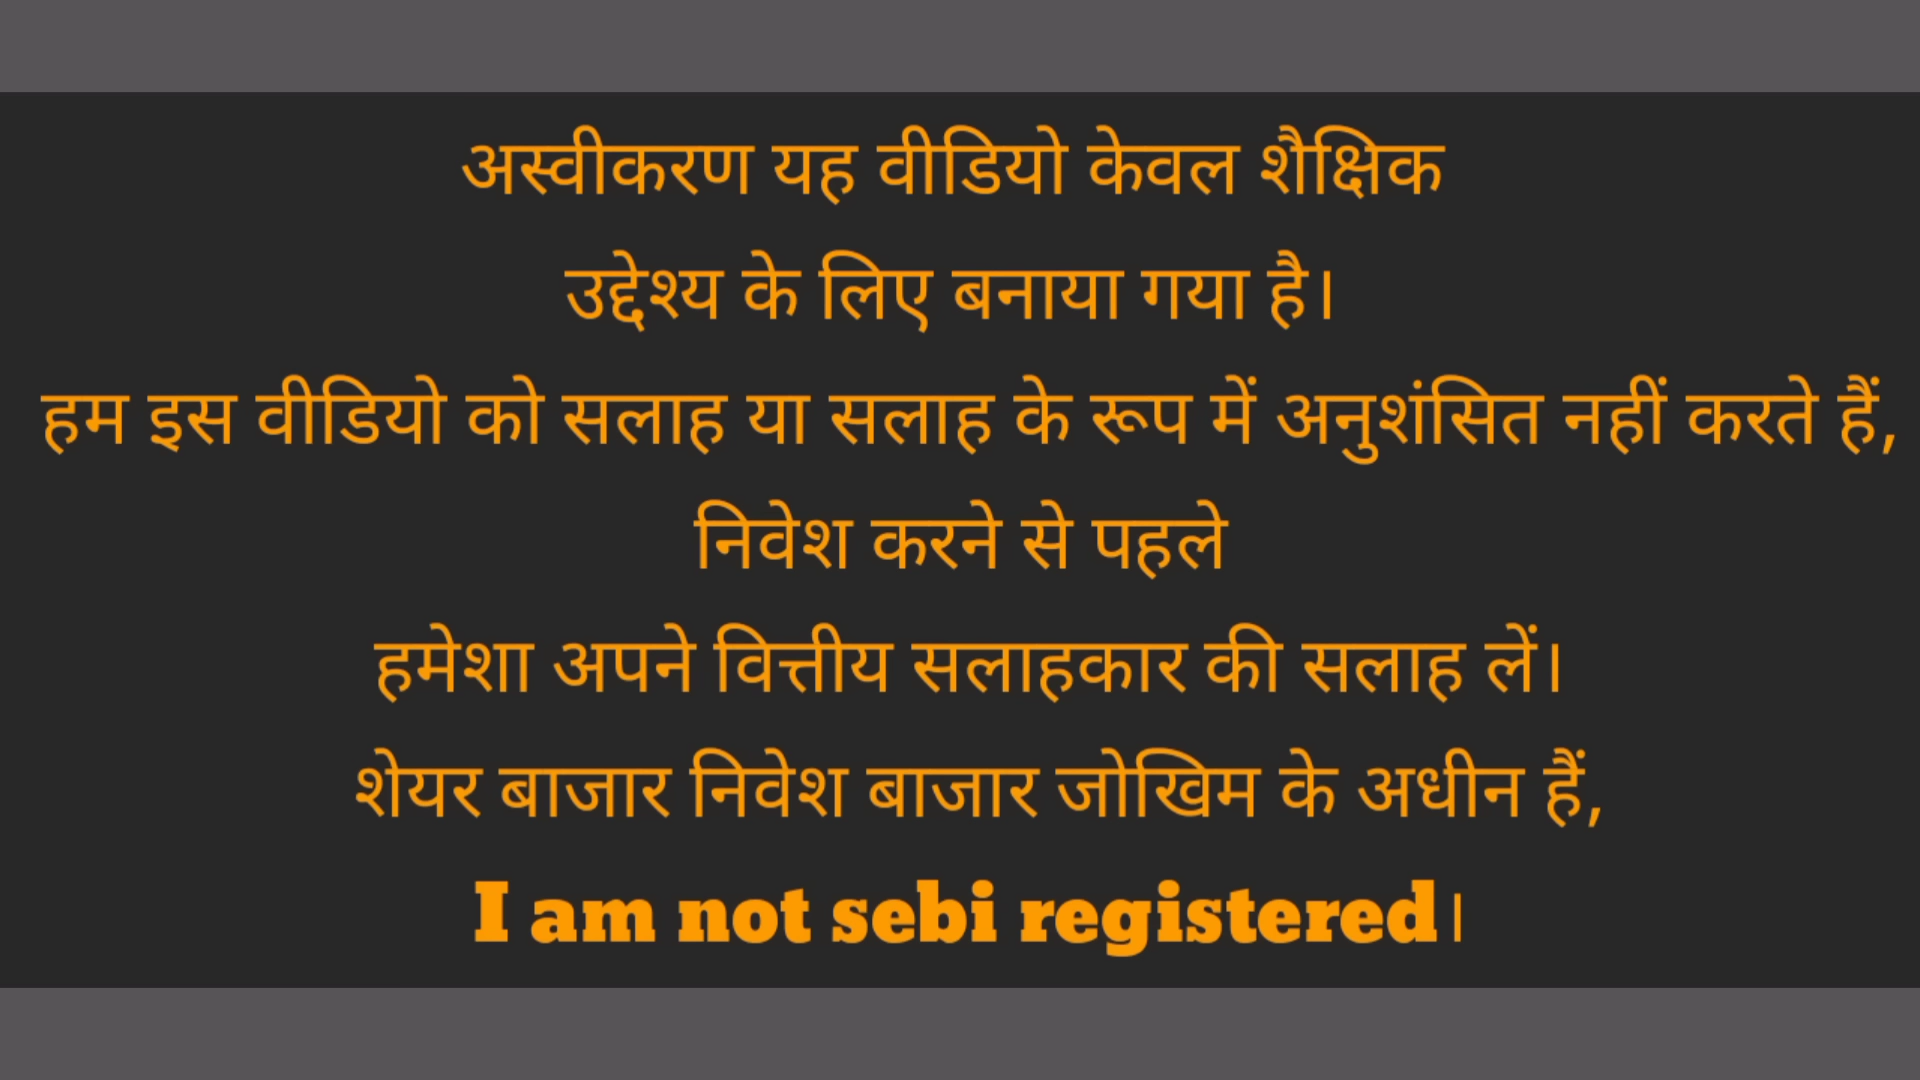 अस्वीकरण यह वीडियो केवल शैक्षिक
उद्देश्य के लिए बनाया गया है।
हम इस वीडियो को सलाह या सलाह के रूप में अनुशंसित नहीं करते हैं,
निवेश करने से पहले
हमेशा अपने वित्तीय सलाहकार की सलाह लें।
शेयर बाजार निवेश बाजार जोखिम के अधीन हैं,
I am not sebi registered।